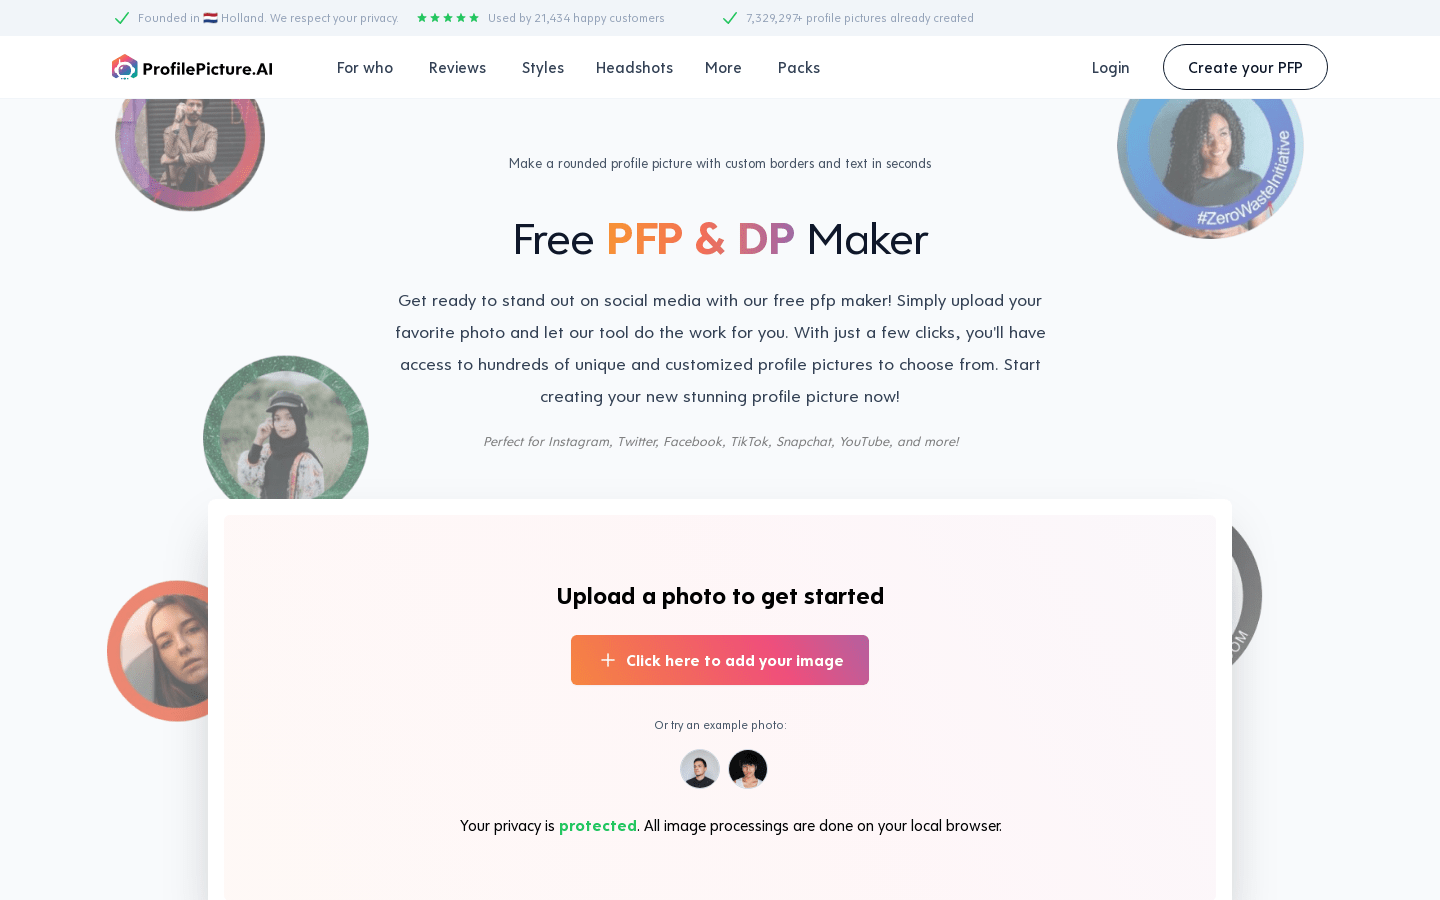 Founded in 🇳🇱 Holland. We respect your privacy.
Used by 21,434 happy customers
7,329,297+ profile pictures already created
ProfilePicture.AI
For who
Reviews
Styles
Headshots
More
Packs
Login
Create your PFP
#ZeroWasteInitiative
Make a rounded profile picture with custom borders and text in seconds
Free PFP & DP Maker
Get ready to stand out on social media with our free pfp maker! Simply upload your
favorite photo and let our tool do the work for you. With just a few clicks, you'll have
access to hundreds of unique and customized profile pictures to choose from. Start
creating your new stunning profile picture now!
Perfect for Instagram, Twitter, Facebook, TikTok, Snapchat, YouTube, and more!
Upload a photo to get started
Click here to add your image
Or try an example photo:
Your privacy is protected. All image processings are done on your local browser.